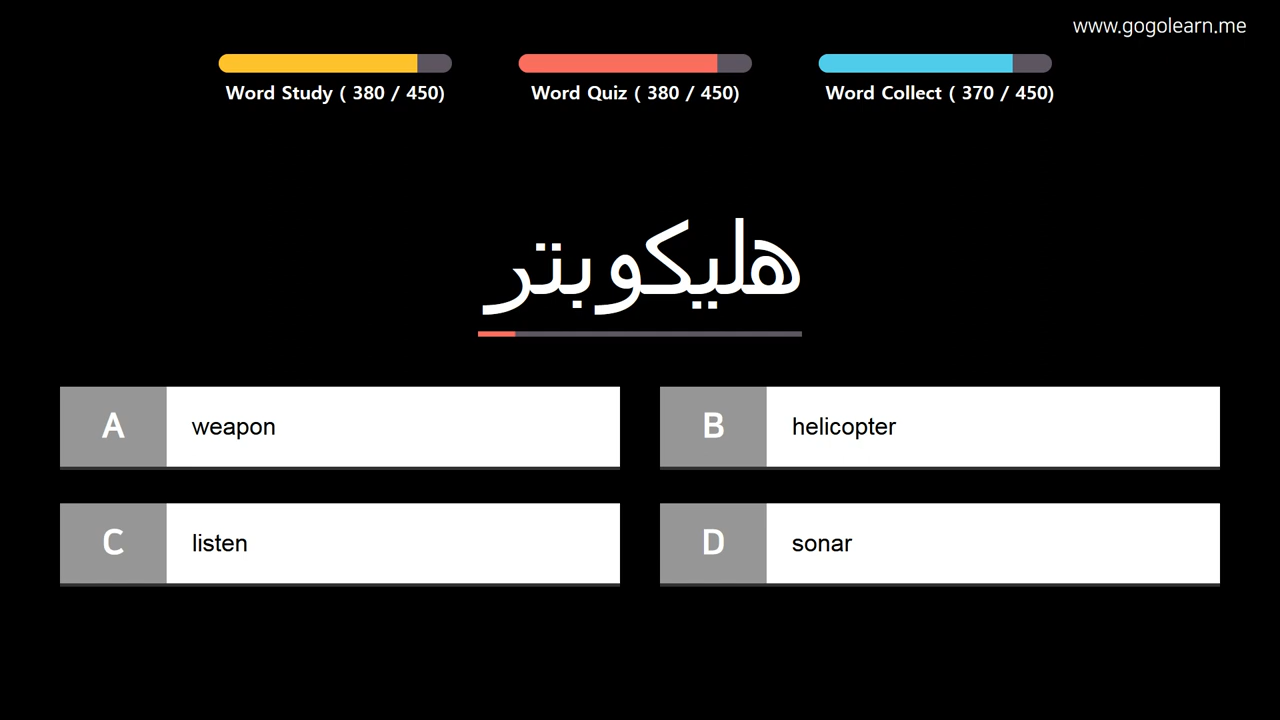 www.gogolearn.me
Word Study ( 380 / 450)
Word Quiz ( 380 / 450)
Word Collect ( 370 / 450)
هليكوبتر
A weapon
B helicopter
C listen
D sonar